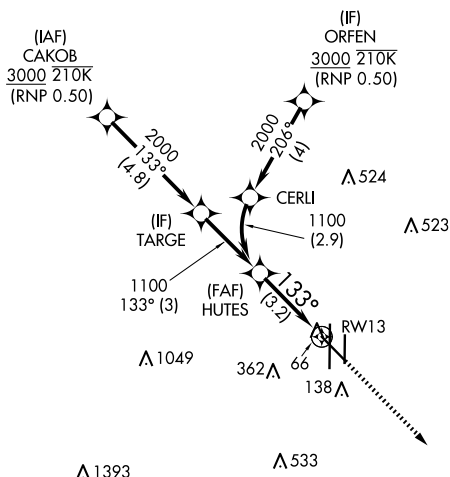 (IAF)
CAKOB
3000 210K
(RNP 0.50)
(IF)
ORFEN
3000 210K
(RNP 0.50)
2000
133°
(4.8)
2000
206°
(4)
524
CERLI
523
(IF)
TARGE
1100
(2.9)
1100
133° (3)
(FAF)
HUTES
133°
(3.2)
RW13
1049
362
66
138
533
1393